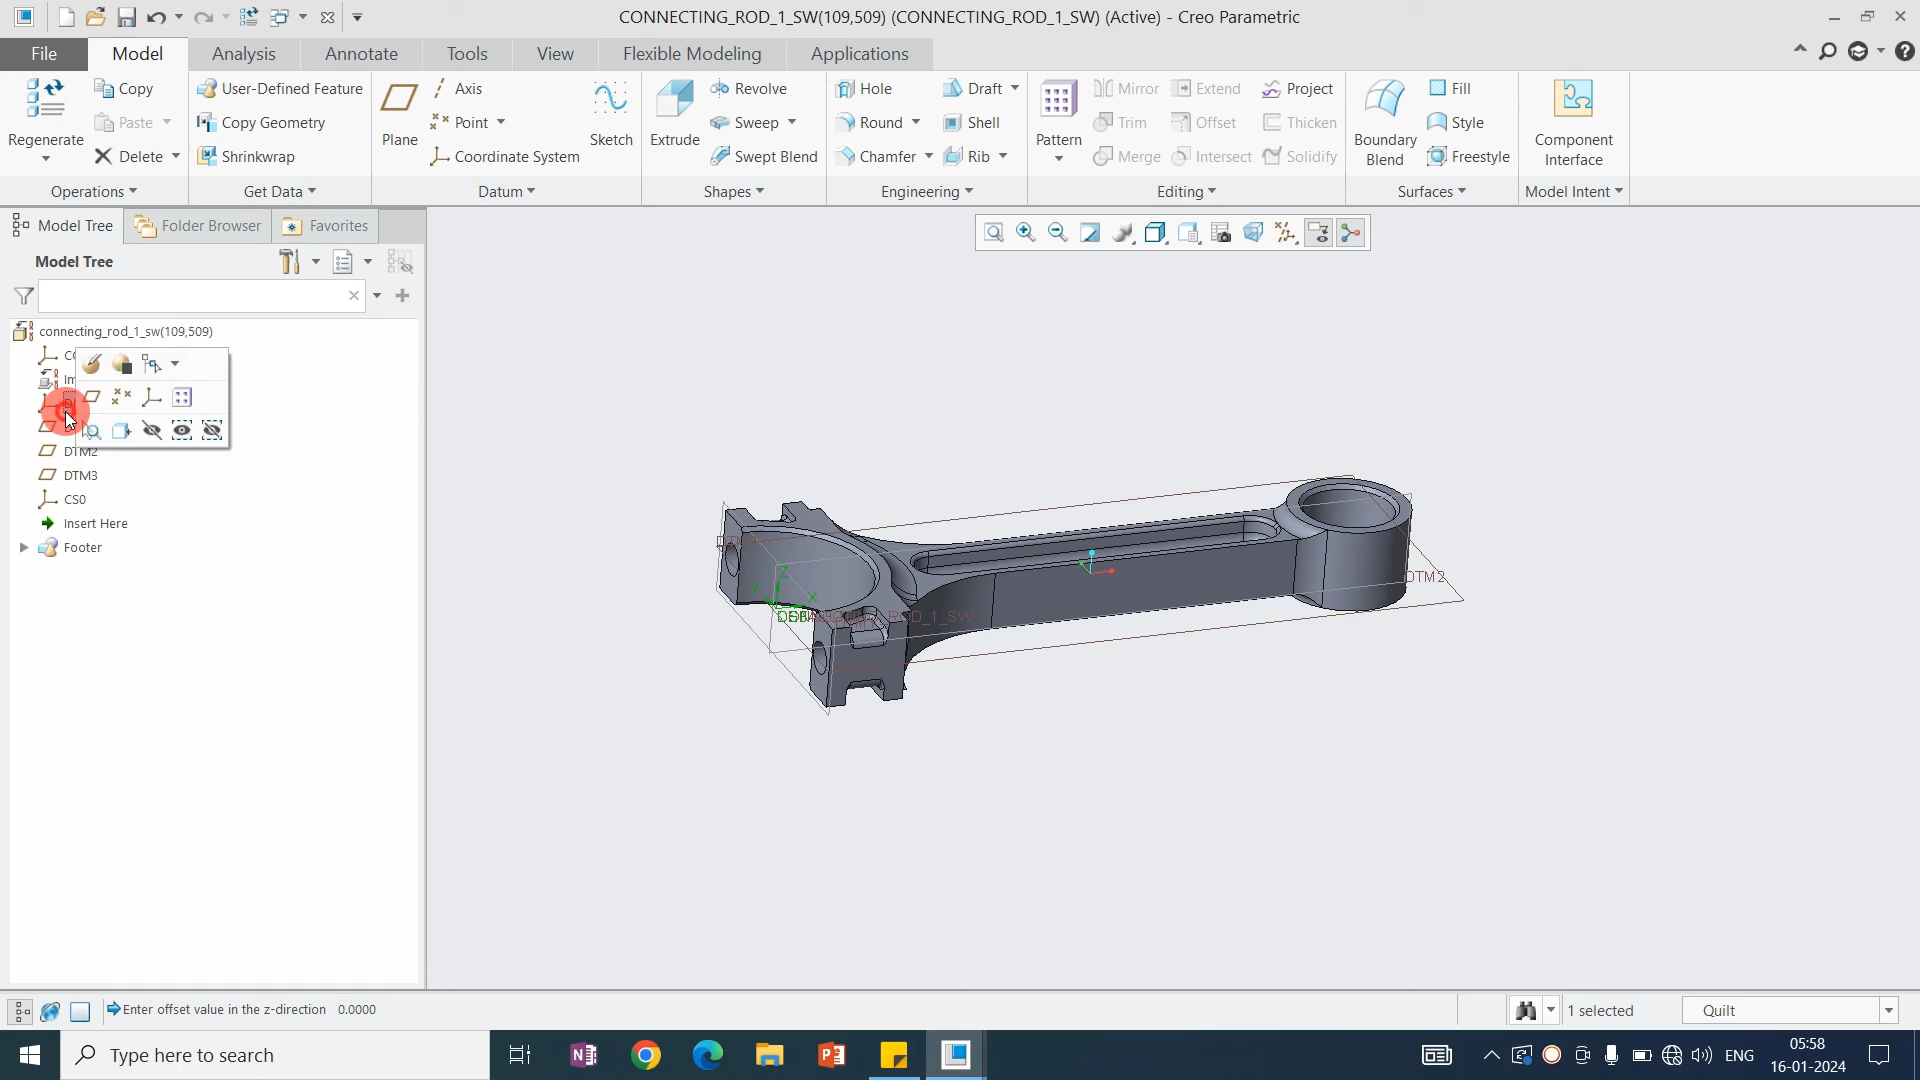 CONNECTING_ROD_1_SW(109,509) (CONNECTING_ROD_1_SW) (Active) - Creo Parametric
File Model Analysis Annotate Tools View Flexible Modeling Applications
Regenerate
Copy
Paste
Delete
User-Defined Feature
Copy Geometry
Shrinkwrap
Plane
Axis
Point
Coordinate System
Sketch
Extrude
Revolve
Sweep
Swept Blend
Hole
Round
Chamfer
Draft
Shell
Rib
Pattern
Mirror
Trim
Merge
Extend
Offset
Intersect
Project
Thicken
Solidify
Boundary
Blend
Fill
Style
Freestyle
Component
Interface
Operations Get Data Datum Shapes Engineering Editing Surfaces Model Intent
Model Tree Folder Browser Favorites
Model Tree
connecting_rod_1_sw(109,509)
DTM2
DTM3
CS0
Insert Here
Footer
Z
Y
X
DTM2
Enter offset value in the z-direction 0.0000
1 selected
Quilt
Type here to search
ENG
05:58
16-01-2024